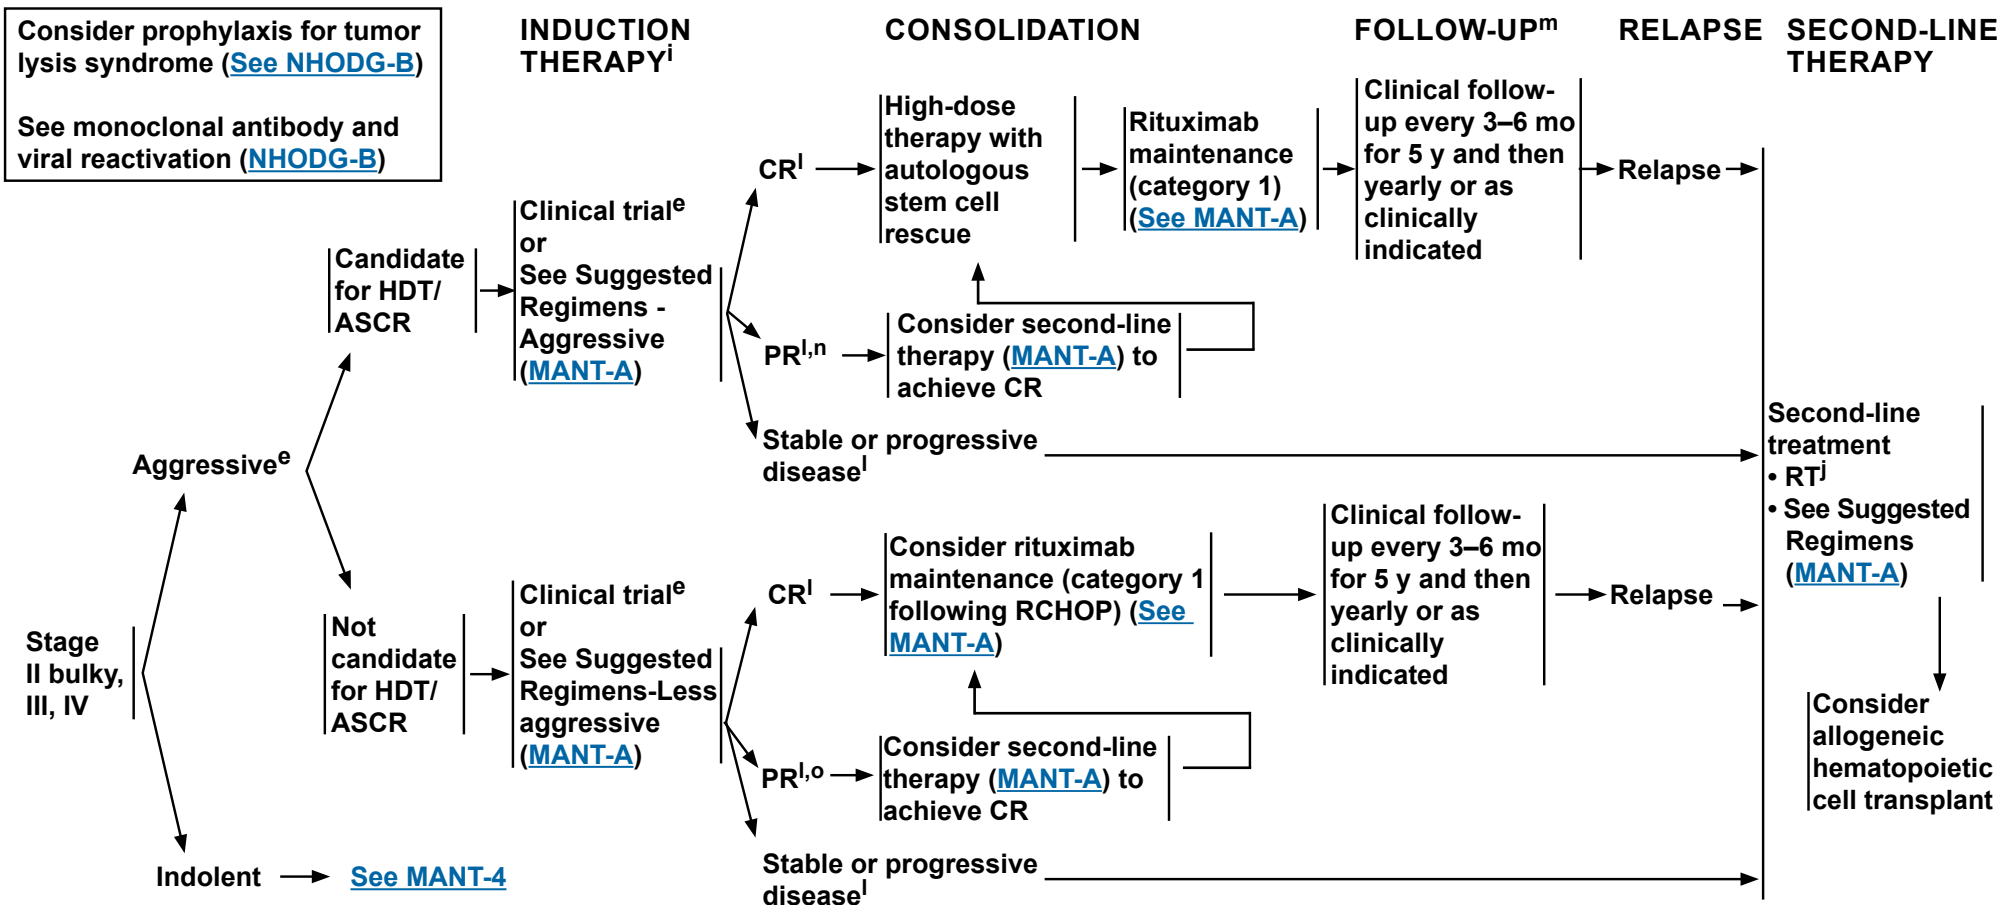 Consider prophylaxis for tumor
lysis syndrome (See NHODG-B)
See monoclonal antibody and
viral reactivation (NHODG-B)
INDUCTION
THERAPYⁱ
CONSOLIDATION
FOLLOW-UPᵐ
RELAPSE
SECOND-LINE
THERAPY
Stage
II bulky,
III, IV
Aggressiveᵉ
Candidate
for HDT/
ASCR
Clinical trialᵉ
or
See Suggested
Regimens -
Aggressive
(MANT-A)
CRˡ
High-dose
therapy with
autologous
stem cell
rescue
Rituximab
maintenance
(category 1)
(See MANT-A)
Clinical follow-
up every 3–6 mo
for 5 y and then
yearly or as
clinically
indicated
Relapse
PRˡ,ⁿ
Consider second-line
therapy (MANT-A) to
achieve CR
Stable or progressive
diseaseˡ
Not
candidate
for HDT/
ASCR
Clinical trialᵉ
or
See Suggested
Regimens-Less
aggressive
(MANT-A)
CRˡ
Consider rituximab
maintenance (category 1
following RCHOP) (See
MANT-A)
Clinical follow-
up every 3–6 mo
for 5 y and then
yearly or as
clinically
indicated
Relapse
PRˡ,ᵒ
Consider second-line
therapy (MANT-A) to
achieve CR
Stable or progressive
diseaseˡ
Second-line
treatment
• RTʲ
• See Suggested
Regimens
(MANT-A)
Consider
allogeneic
hematopoietic
cell transplant
Indolent
See MANT-4